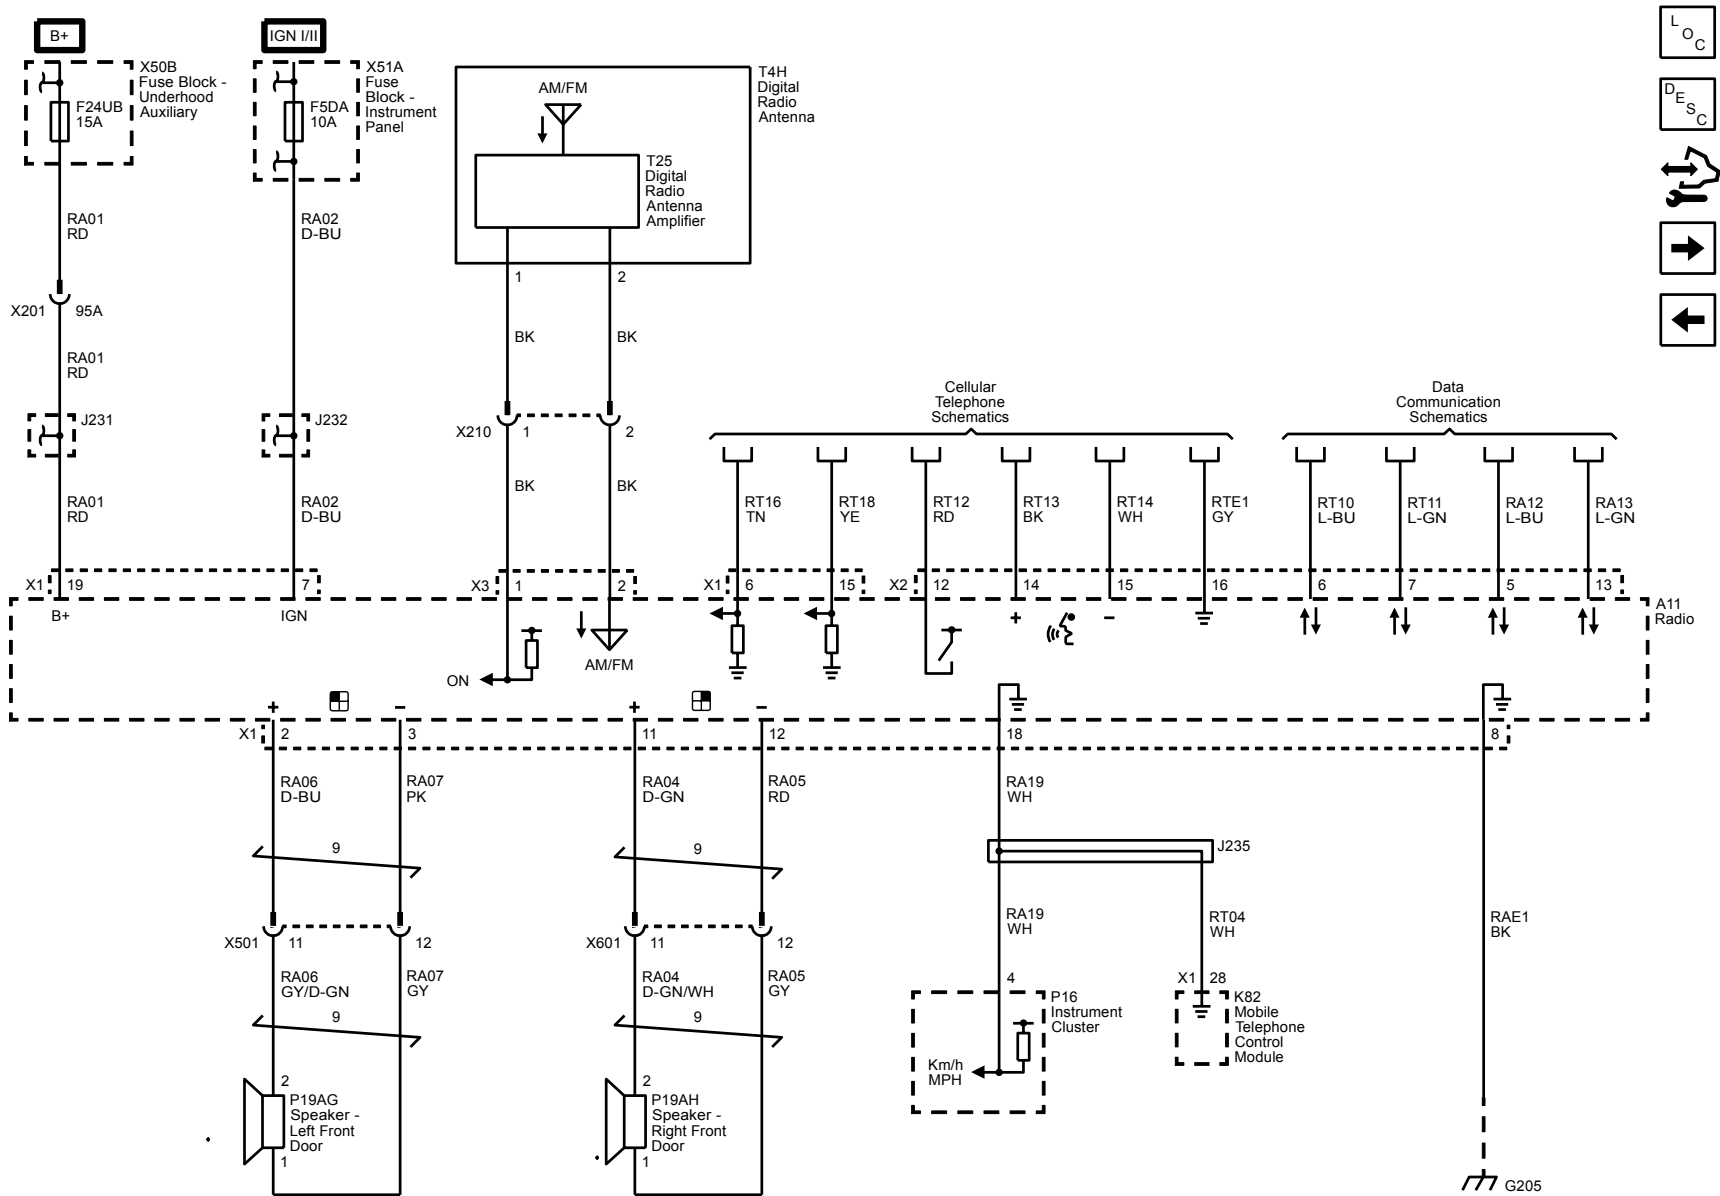 B+
IGN I/II
L
O
C
X50B
Fuse Block -
Underhood
Auxiliary
F24UB
15A
X51A
Fuse
Block -
Instrument
Panel
F5DA
10A
T4H
Digital
Radio
Antenna
AM/FM
D
E
S
C
T25
Digital
Radio
Antenna
Amplifier
RA01
RD
RA02
D-BU
1
2
X201
95A
BK
BK
RA01
RD
Cellular
Telephone
Schematics
Data
Communication
Schematics
J231
J232
X210
1
2
BK
BK
RA01
RD
RA02
D-BU
RT16
TN
RT18
YE
RT12
RD
RT13
BK
RT14
WH
RTE1
GY
RT10
L-BU
RT11
L-GN
RA12
L-BU
RA13
L-GN
X1
19
7
X3
1
2
X1
6
15
X2
12
14
15
16
6
7
5
13
B+
IGN
A11
Radio
+
−
AM/FM
ON
+
−
+
−
X1
2
3
11
12
18
8
RA06
D-BU
RA07
PK
RA04
D-GN
RA05
RD
RA19
WH
9
9
J235
RA19
WH
RT04
WH
RAE1
BK
X501
11
12
X601
11
12
RA06
GY/D-GN
RA07
GY
RA04
D-GN/WH
RA05
GY
4
X1
28
9
9
P16
Instrument
Cluster
Km/h
MPH
K82
Mobile
Telephone
Control
Module
2
P19AG
Speaker -
Left Front
Door
1
2
P19AH
Speaker -
Right Front
Door
1
G205